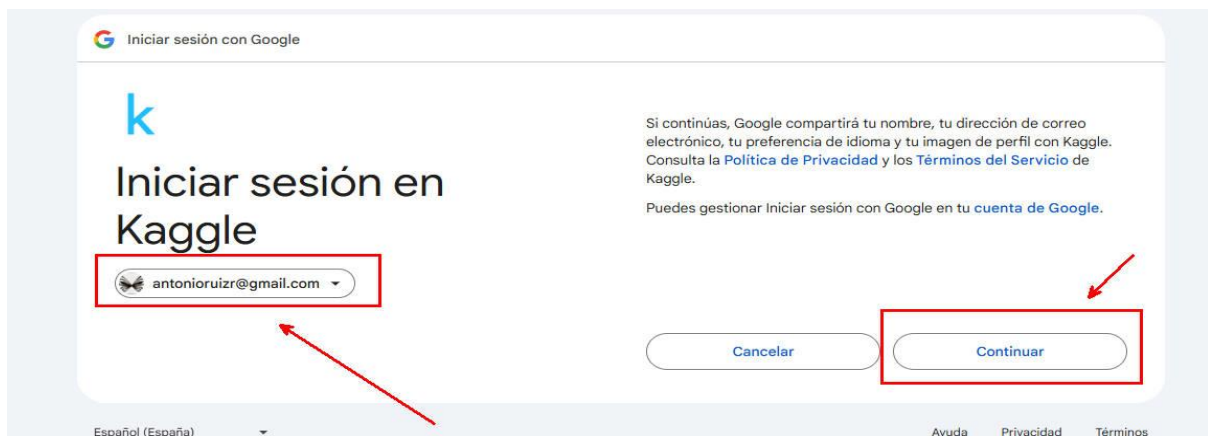 Iniciar sesión con Google
k
Iniciar sesión en
Kaggle
antonioruizr@gmail.com
Si continúas, Google compartirá tu nombre, tu dirección de correo
electrónico, tu preferencia de idioma y tu imagen de perfil con Kaggle.
Consulta la Política de Privacidad y los Términos del Servicio de
Kaggle.
Puedes gestionar Iniciar sesión con Google en tu cuenta de Google.
Cancelar
Continuar
Español (España)
Ayuda Privacidad Términos